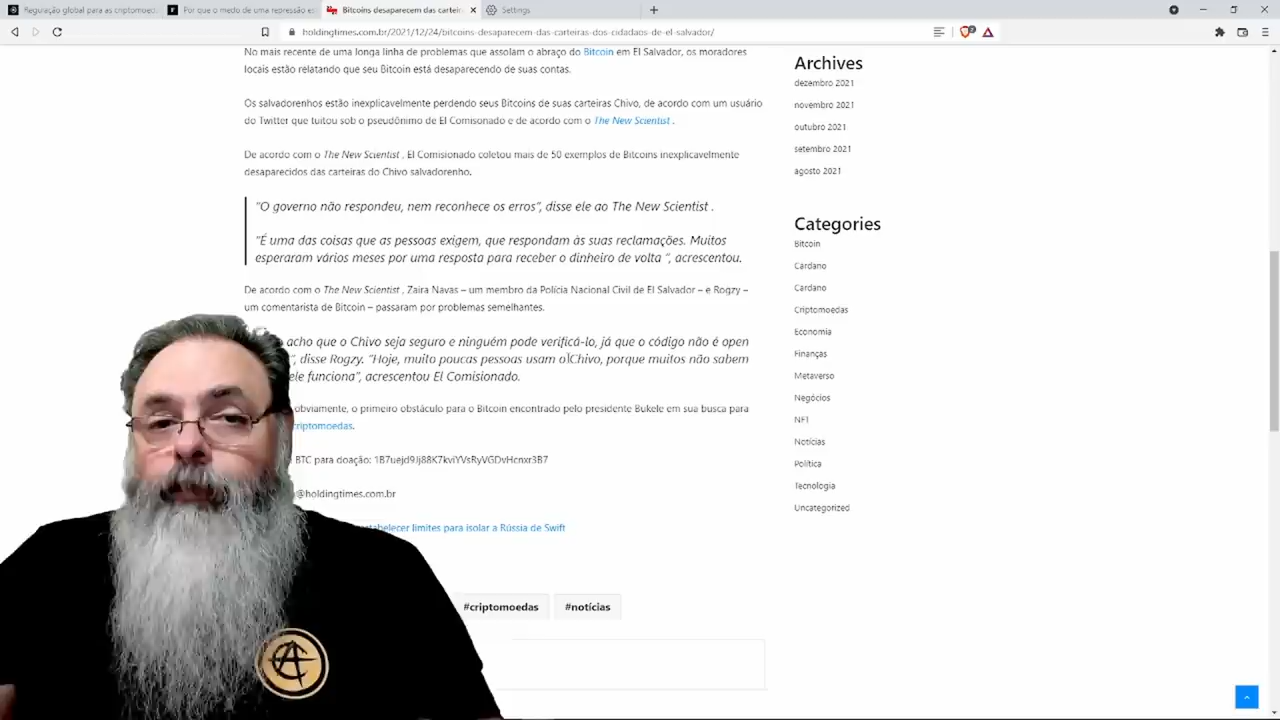 Regulação global para as criptomoed
Por que o medo de uma repressão es
Bitcoins desaparecem das carteir
Settings
holdingtimes.com.br/2021/12/24/bitcoins-desaparecem-das-carteiras-dos-cidadaos-de-el-salvador/
No mais recente de uma longa linha de problemas que assolam o abraço do Bitcoin em El Salvador, os moradores
locais estão relatando que seu Bitcoin está desaparecendo de suas contas.
Os salvadorenhos estão inexplicavelmente perdendo seus Bitcoins de suas carteiras Chivo, de acordo com um usuário
do Twitter que tuitou sob o pseudônimo de El Comisonado e de acordo com o The New Scientist .
De acordo com o The New Scientist , El Comisionado coletou mais de 50 exemplos de Bitcoins inexplicavelmente
desaparecidos das carteiras do Chivo salvadorenho.
"O governo não respondeu, nem reconhece os erros", disse ele ao The New Scientist .
"É uma das coisas que as pessoas exigem, que respondam às suas reclamações. Muitos
esperaram vários meses por uma resposta para receber o dinheiro de volta ", acrescentou.
De acordo com o The New Scientist , Zaira Navas – um membro da Polícia Nacional Civil de El Salvador – e Rogzy –
um comentarista de Bitcoin – passaram por problemas semelhantes.
acho que o Chivo seja seguro e ninguém pode verificá-lo, já que o código não é open
", disse Rogzy. "Hoje, muito poucas pessoas usam o Chivo, porque muitos não sabem
ele funciona", acrescentou El Comisionado.
obviamente, o primeiro obstáculo para o Bitcoin encontrado pelo presidente Bukele em sua busca para
criptomoedas.
BTC para doação: 1B7uejd9Jj88K7kviYVsRyVGDvHcnxr3B7
@holdingtimes.com.br
estabelecer limites para isolar a Rússia de Swift
#criptomoedas
#notícias
Archives
dezembro 2021
novembro 2021
outubro 2021
setembro 2021
agosto 2021
Categories
Bitcoin
Cardano
Cardano
Criptomoedas
Economia
Finanças
Metaverso
Negócios
NFT
Notícias
Política
Tecnologia
Uncategorized